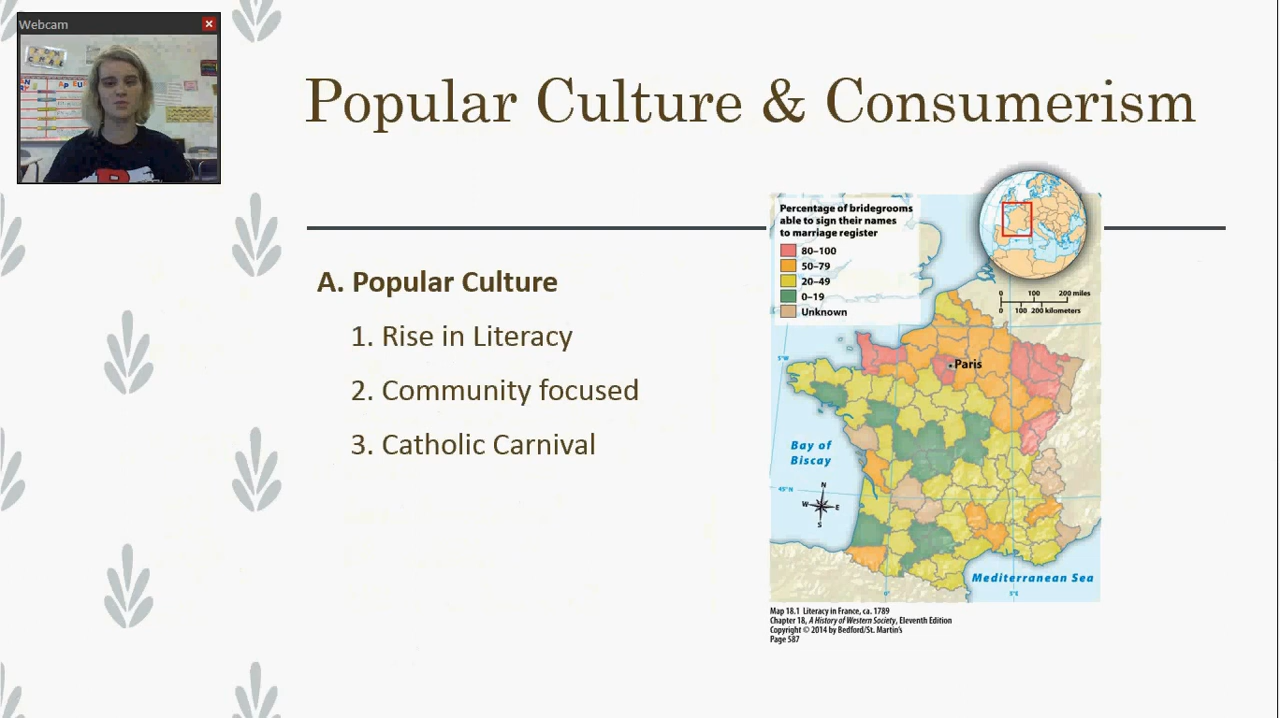 Webcam
Popular Culture & Consumerism
A. Popular Culture
1. Rise in Literacy
2. Community focused
3. Catholic Carnival
Percentage of bridegrooms
able to sign their names
to marriage register
80–100
50–79
20–49
0–19
Unknown
0 100 200 miles
0 100 200 kilometers
5°W
Paris
Bay of
Biscay
45°N
N
W E
S
Mediterranean Sea
0°
5°E
Map 18.1 Literacy in France, ca. 1789
Chapter 18, A History of Western Society, Eleventh Edition
Copyright © 2014 by Bedford/St. Martin's
Page 587